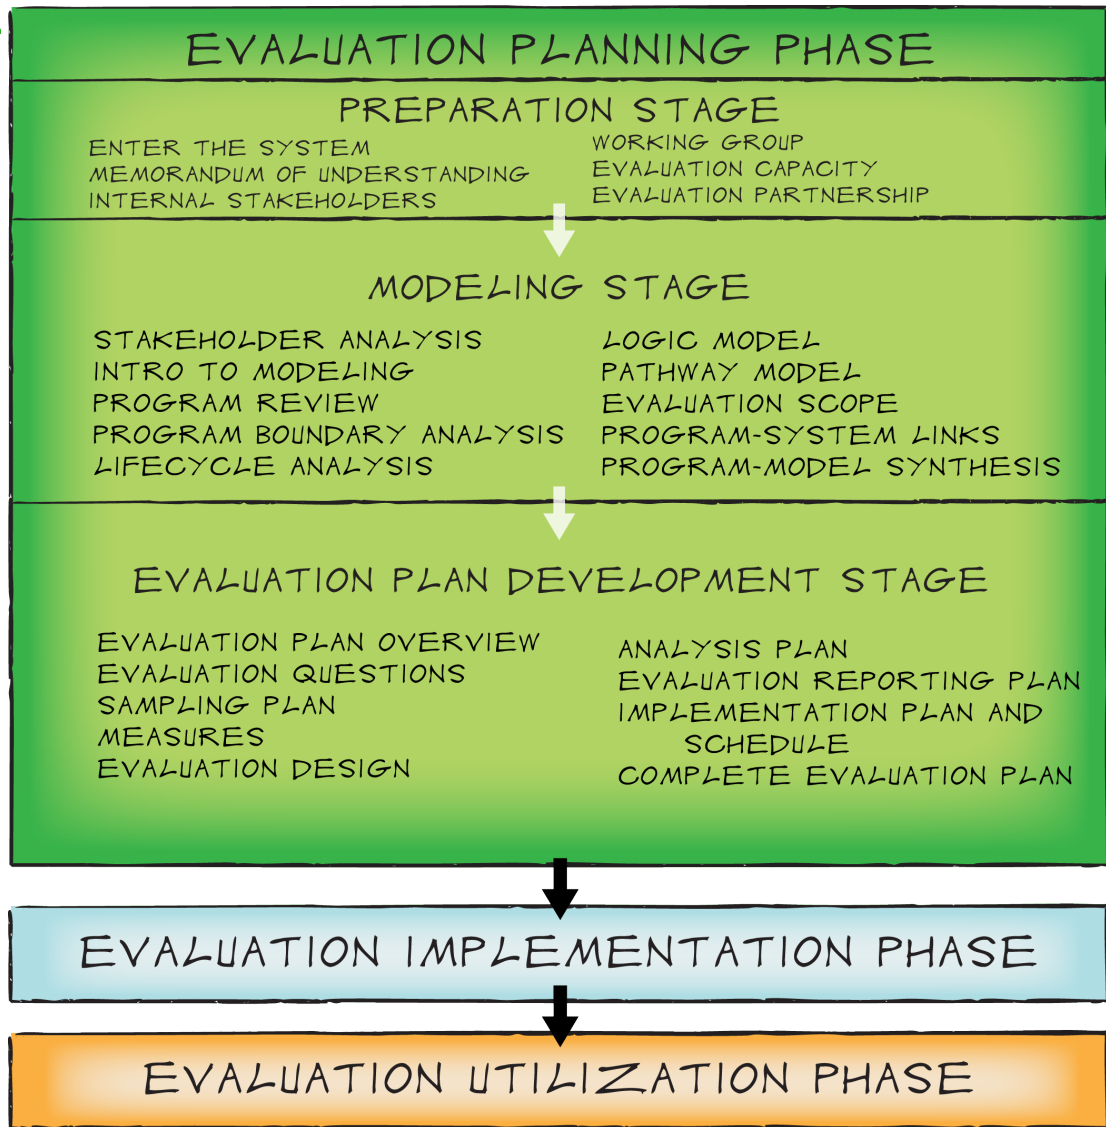 EVALUATION PLANNING PHASE
PREPARATION STAGE
ENTER THE SYSTEM
MEMORANDUM OF UNDERSTANDING
INTERNAL STAKEHOLDERS
WORKING GROUP
EVALUATION CAPACITY
EVALUATION PARTNERSHIP
MODELING STAGE
STAKEHOLDER ANALYSIS
INTRO TO MODELING
PROGRAM REVIEW
PROGRAM BOUNDARY ANALYSIS
LIFECYCLE ANALYSIS
LOGIC MODEL
PATHWAY MODEL
EVALUATION SCOPE
PROGRAM-SYSTEM LINKS
PROGRAM-MODEL SYNTHESIS
EVALUATION PLAN DEVELOPMENT STAGE
EVALUATION PLAN OVERVIEW
EVALUATION QUESTIONS
SAMPLING PLAN
MEASURES
EVALUATION DESIGN
ANALYSIS PLAN
EVALUATION REPORTING PLAN
IMPLEMENTATION PLAN AND
SCHEDULE
COMPLETE EVALUATION PLAN
EVALUATION IMPLEMENTATION PHASE
EVALUATION UTILIZATION PHASE